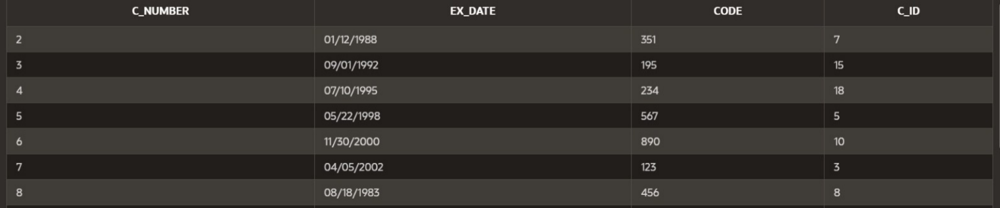 C_NUMBER EX_DATE CODE C_ID
2 01/12/1988 351 7
3 09/01/1992 195 15
4 07/10/1995 234 18
5 05/22/1998 567 5
6 11/30/2000 890 10
7 04/05/2002 123 3
8 08/18/1983 456 8